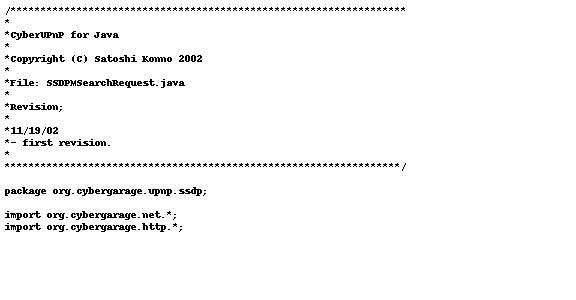 /******************************************************************
*
*CyberUPnP for Java
*
*Copyright (C) Satoshi Konno 2002
*
*File: SSDPMSearchRequest.java
*
*Revision;
*
*11/19/02
*- first revision.
*
******************************************************************/
package org.cybergarage.upnp.ssdp;
import org.cybergarage.net.*;
import org.cybergarage.http.*;